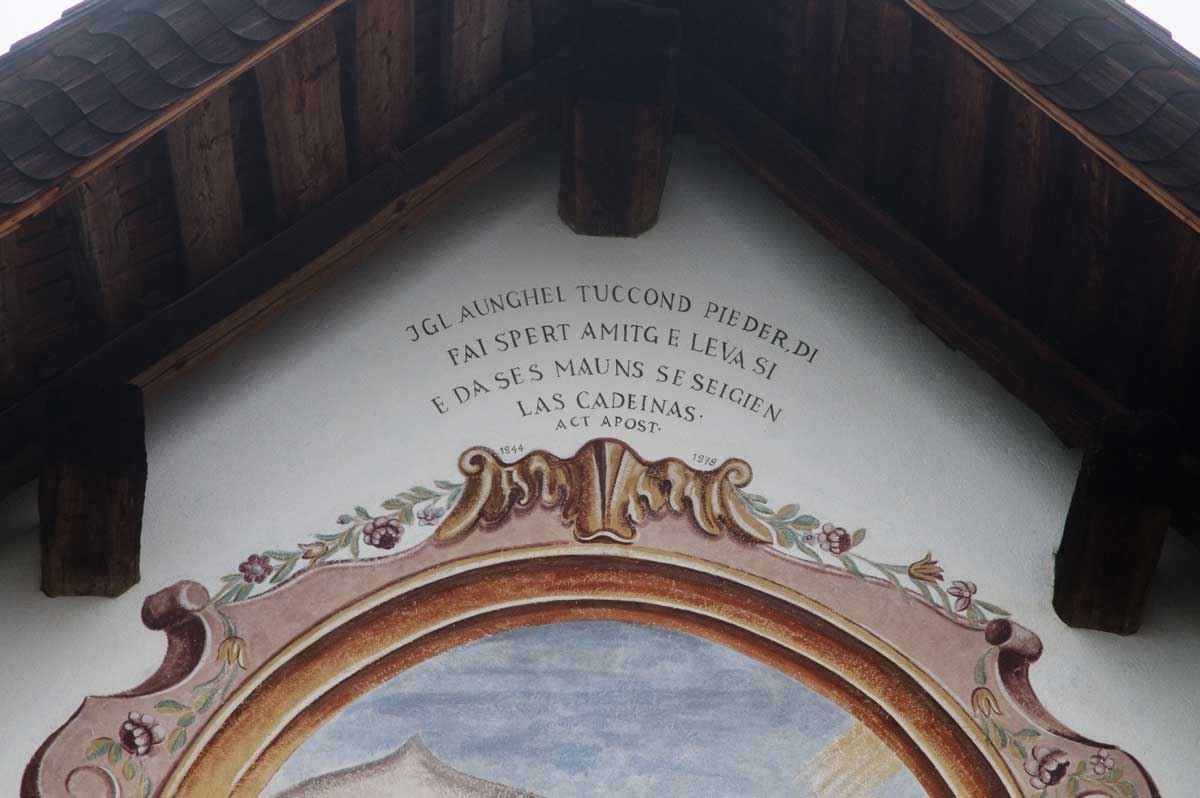 IGL AUNGHEL TUCCOND PIEDER, DI
FAI SPERT AMITG E LEVA SI
E DA SES MAUNS SE SEIGIEN
LAS CADEINAS.
ACT APOST.
1844 1978